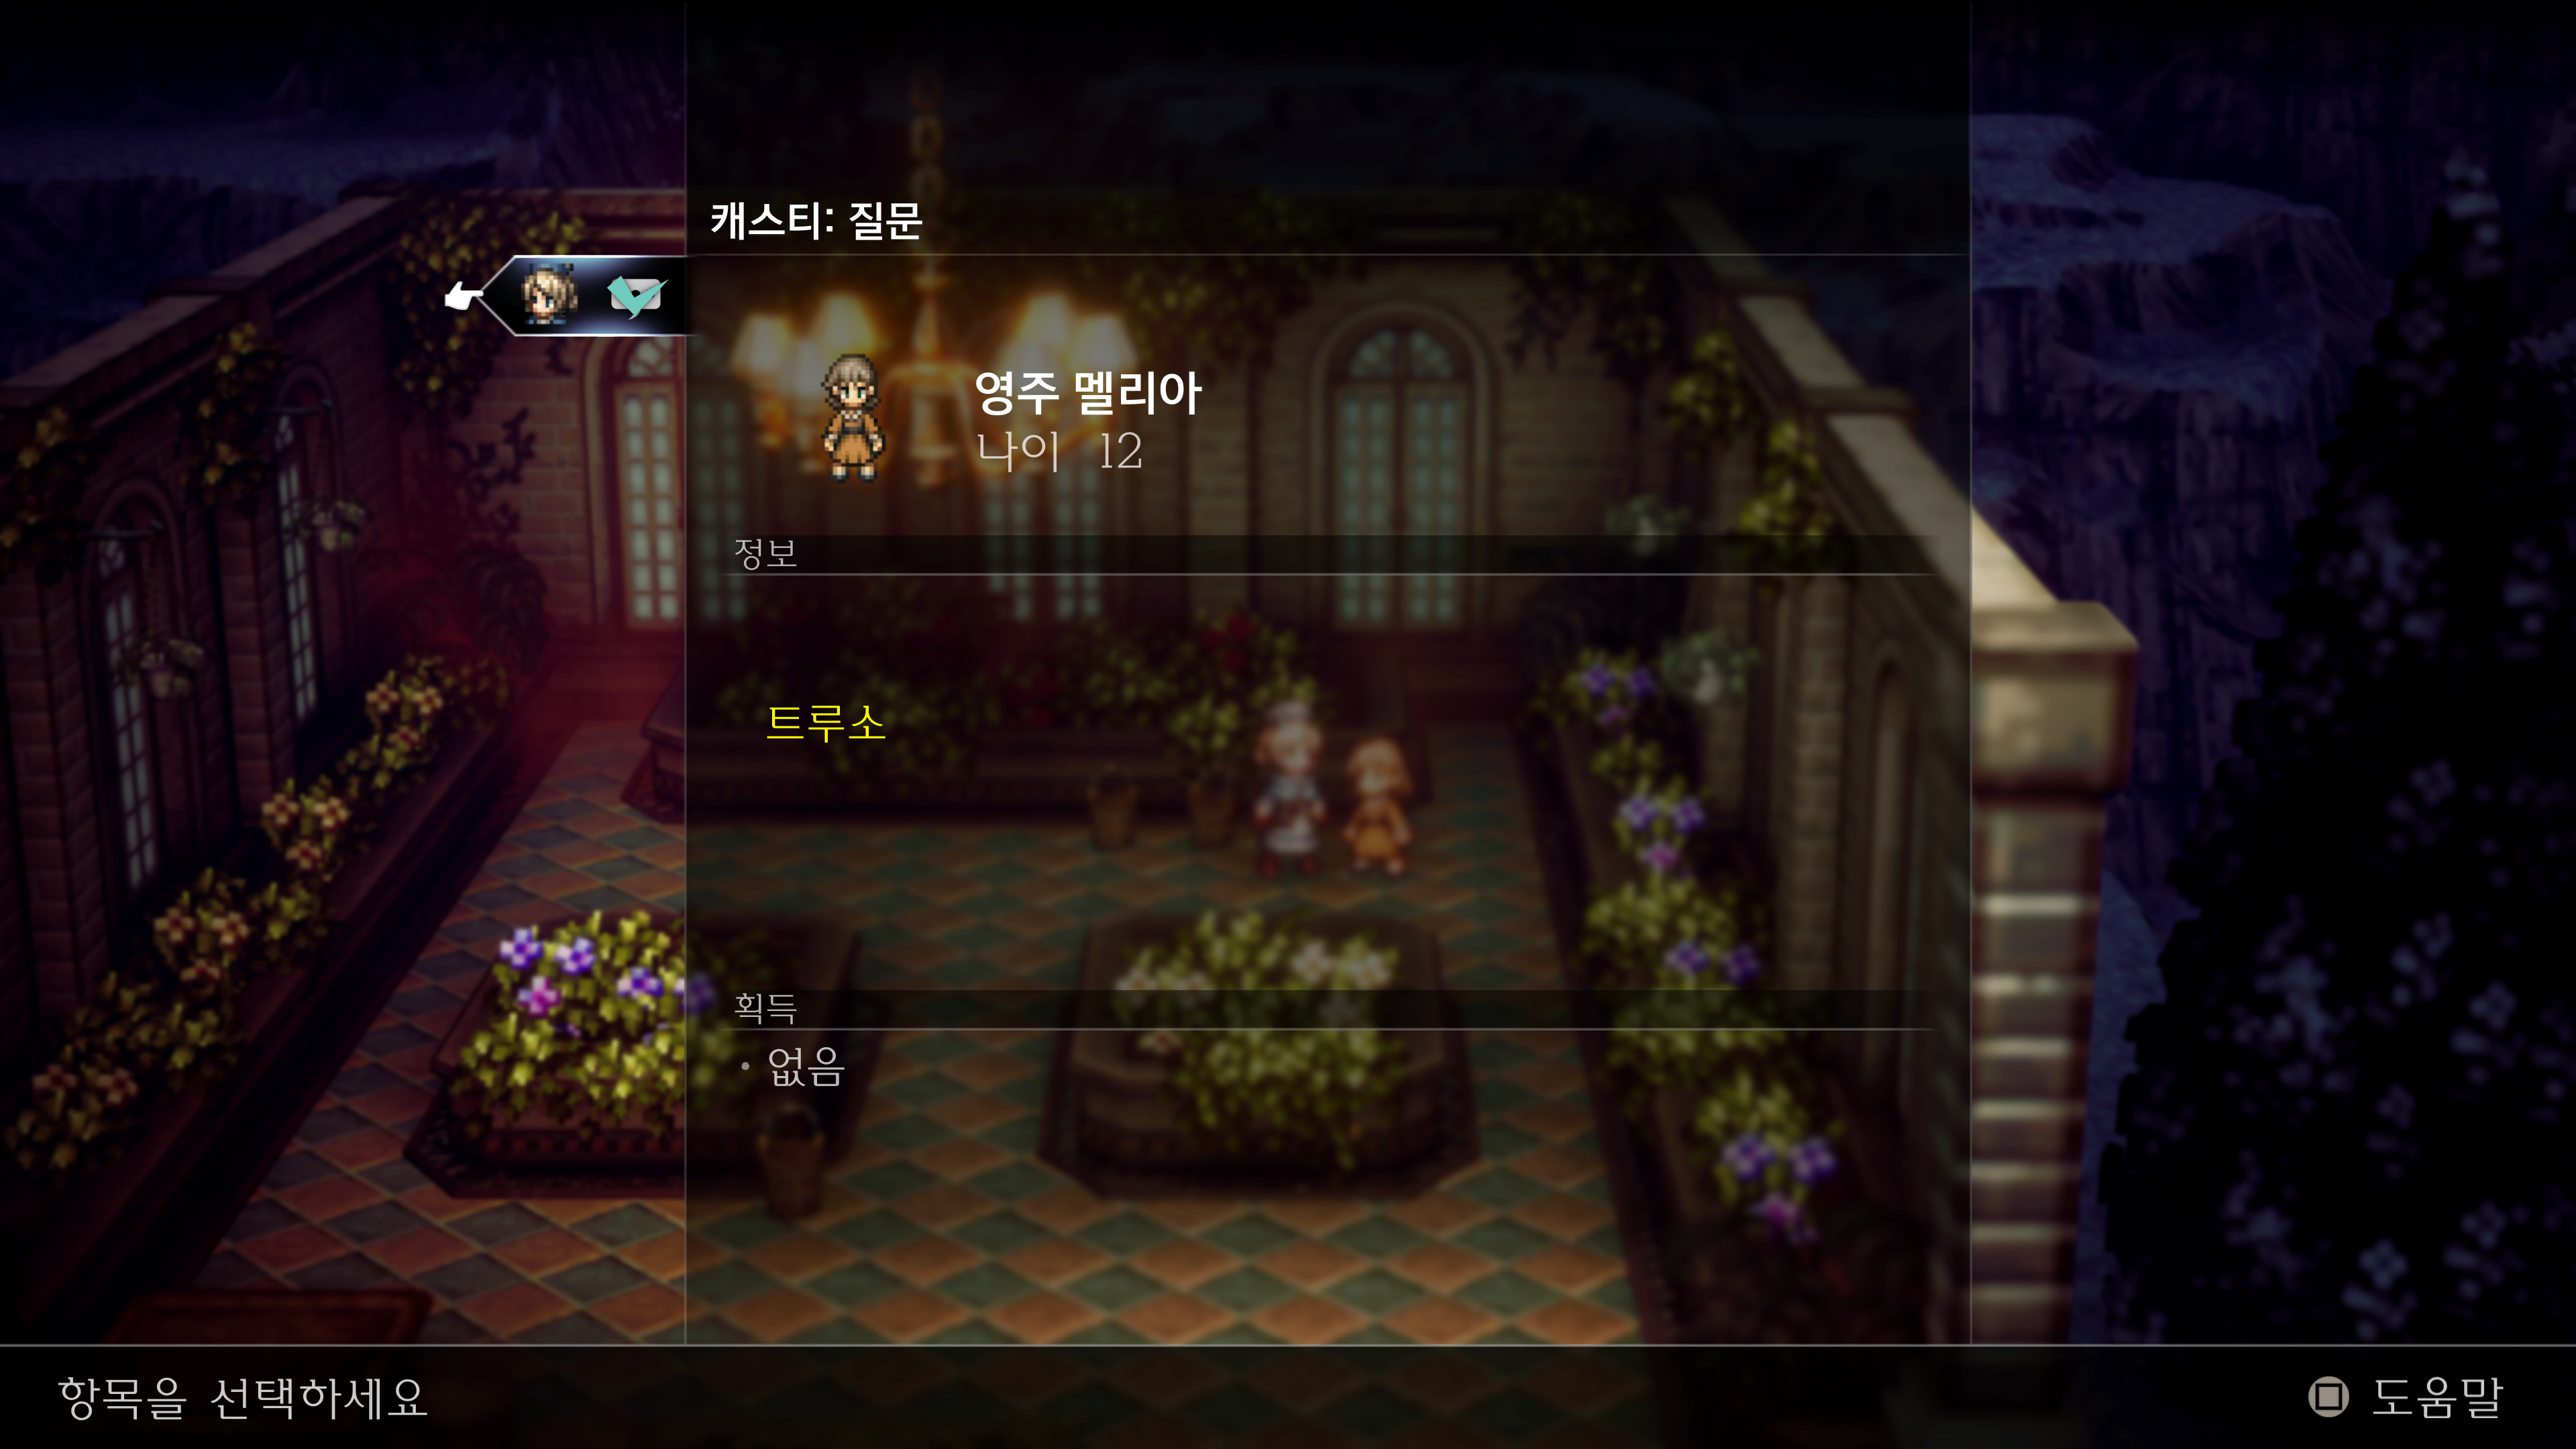 캐스티: 질문
영주 멜리아
나이 12
정보
트루소
획득
• 없음
항목을 선택하세요
도움말